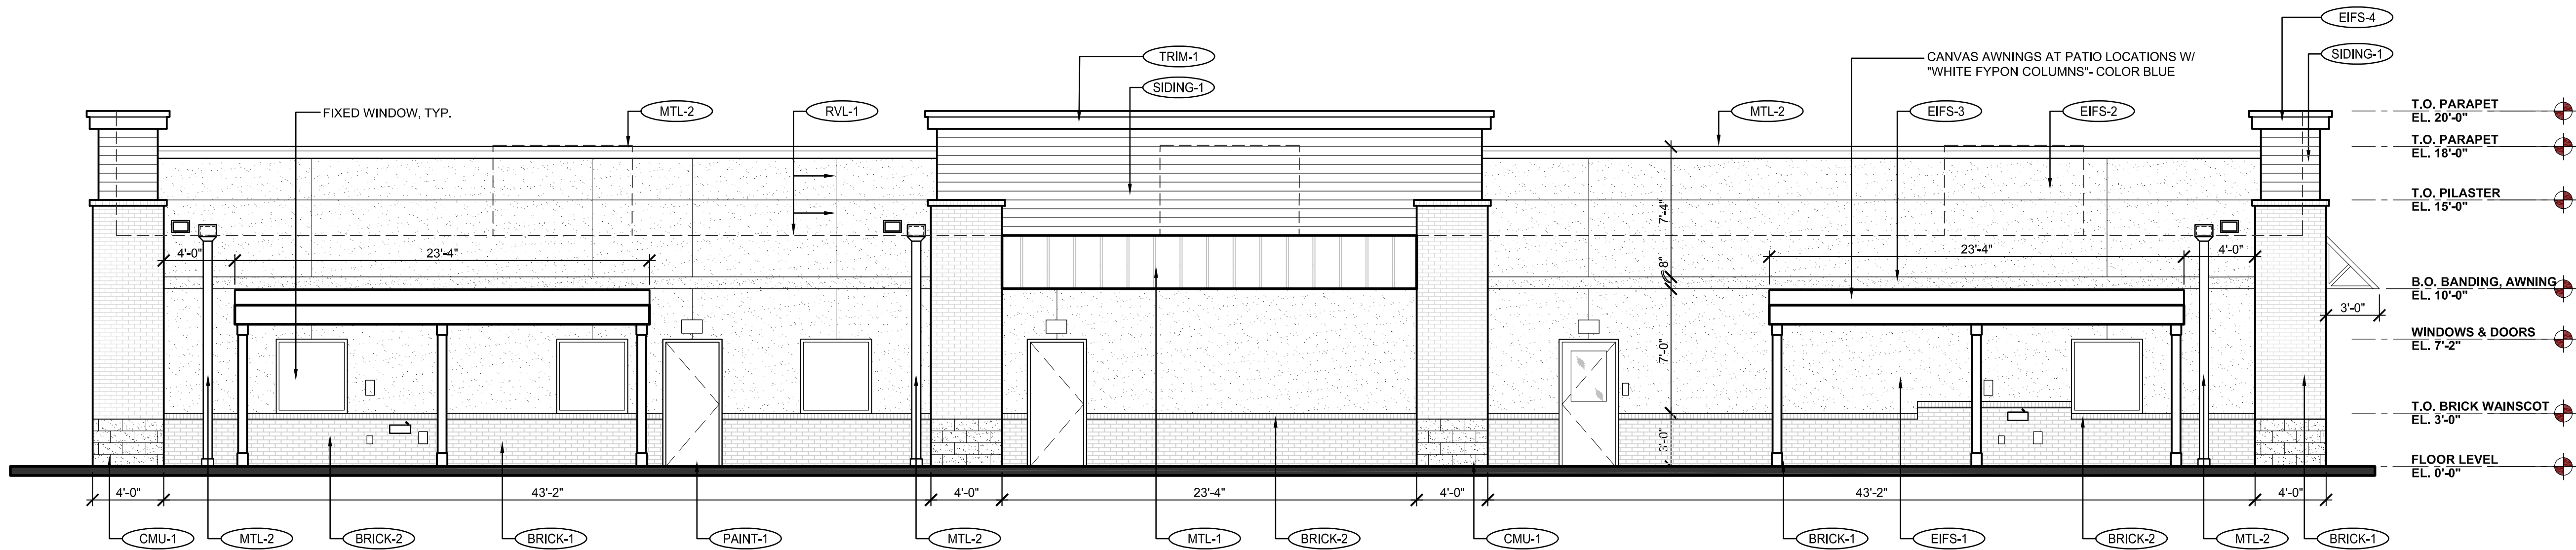 EIFS-4
TRIM-1
CANVAS AWNINGS AT PATIO LOCATIONS W/
"WHITE FYPON COLUMNS"- COLOR BLUE
SIDING-1
SIDING-1
FIXED WINDOW, TYP.
MTL-2
RVL-1
MTL-2
EIFS-3
EIFS-2
T.O. PARAPET
EL. 20'-0"
T.O. PARAPET
EL. 18'-0"
T.O. PILASTER
EL. 15'-0"
7'-4"
4'-0"
23'-4"
23'-4"
4'-0"
8"
B.O. BANDING, AWNING
EL. 10'-0"
3'-0"
WINDOWS & DOORS
EL. 7'-2"
7'-0"
T.O. BRICK WAINSCOT
EL. 3'-0"
3'-0"
FLOOR LEVEL
EL. 0'-0"
4'-0"
43'-2"
4'-0"
23'-4"
4'-0"
43'-2"
4'-0"
CMU-1
MTL-2
BRICK-2
BRICK-1
PAINT-1
MTL-2
MTL-1
BRICK-2
CMU-1
BRICK-1
EIFS-1
BRICK-2
MTL-2
BRICK-1